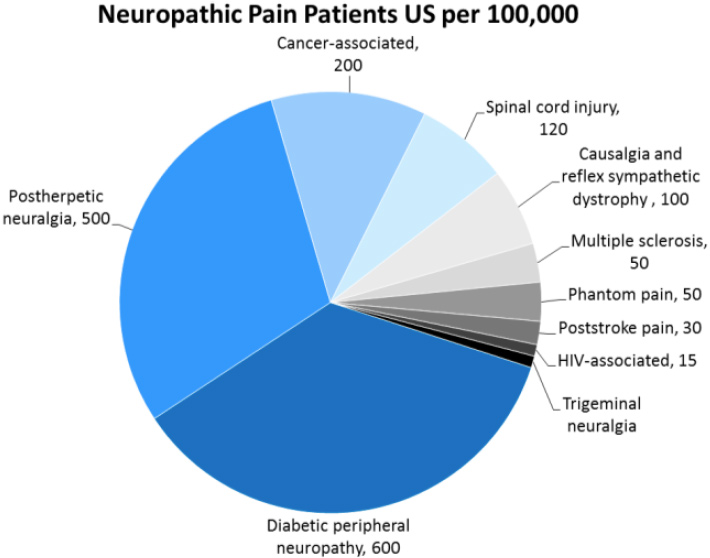 Neuropathic Pain Patients US per 100,000
Cancer-associated,
200
Spinal cord injury,
120
Causalgia and
reflex sympathetic
dystrophy , 100
Postherpetic
neuralgia, 500
Multiple sclerosis,
50
Phantom pain, 50
Poststroke pain, 30
HIV-associated, 15
Trigeminal
neuralgia
Diabetic peripheral
neuropathy, 600